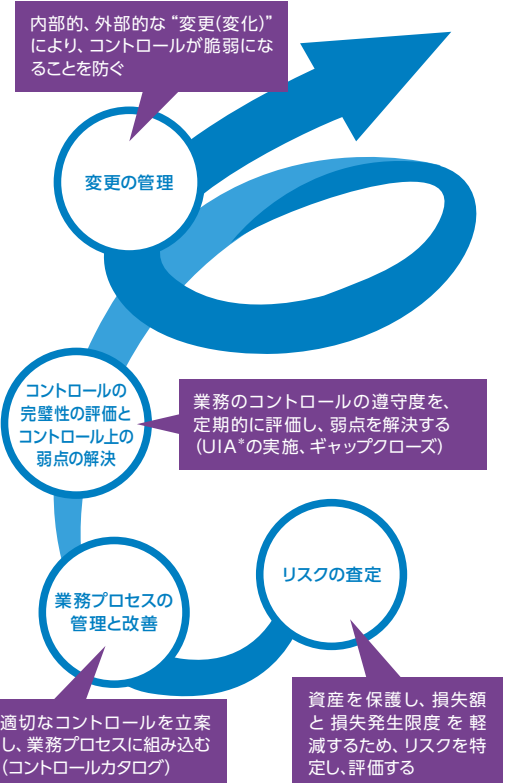 内部的、外部的な“変更(変化)”
により、コントロールが脆弱にな
ることを防ぐ
変更の管理
コントロールの
完璧性の評価と
コントロール上の
弱点の解決
業務のコントロールの遵守度を、
定期的に評価し、弱点を解決する
(UIA*の実施、ギャップクローズ)
業務プロセスの
管理と改善
リスクの査定
適切なコントロールを立案
し、業務プロセスに組み込む
(コントロールカタログ)
資産を保護し、損失額
と 損失発生限度 を 軽
減するため、リスクを特
定し、評価する